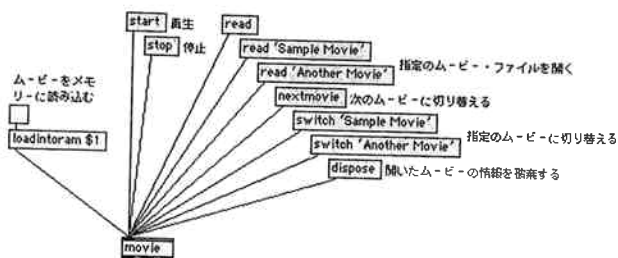 start 再生
stop 停止
read
read 'Sample Movie'
read 'Another Movie'
指定のムービー・ファイルを開く
nextmovie 次のムービーに切り替える
switch 'Sample Movie'
switch 'Another Movie'
指定のムービーに切り替える
dispose 開いたムービーの情報を破棄する
ムービーをメモ
リーに読み込む
loadintoram $1
movie